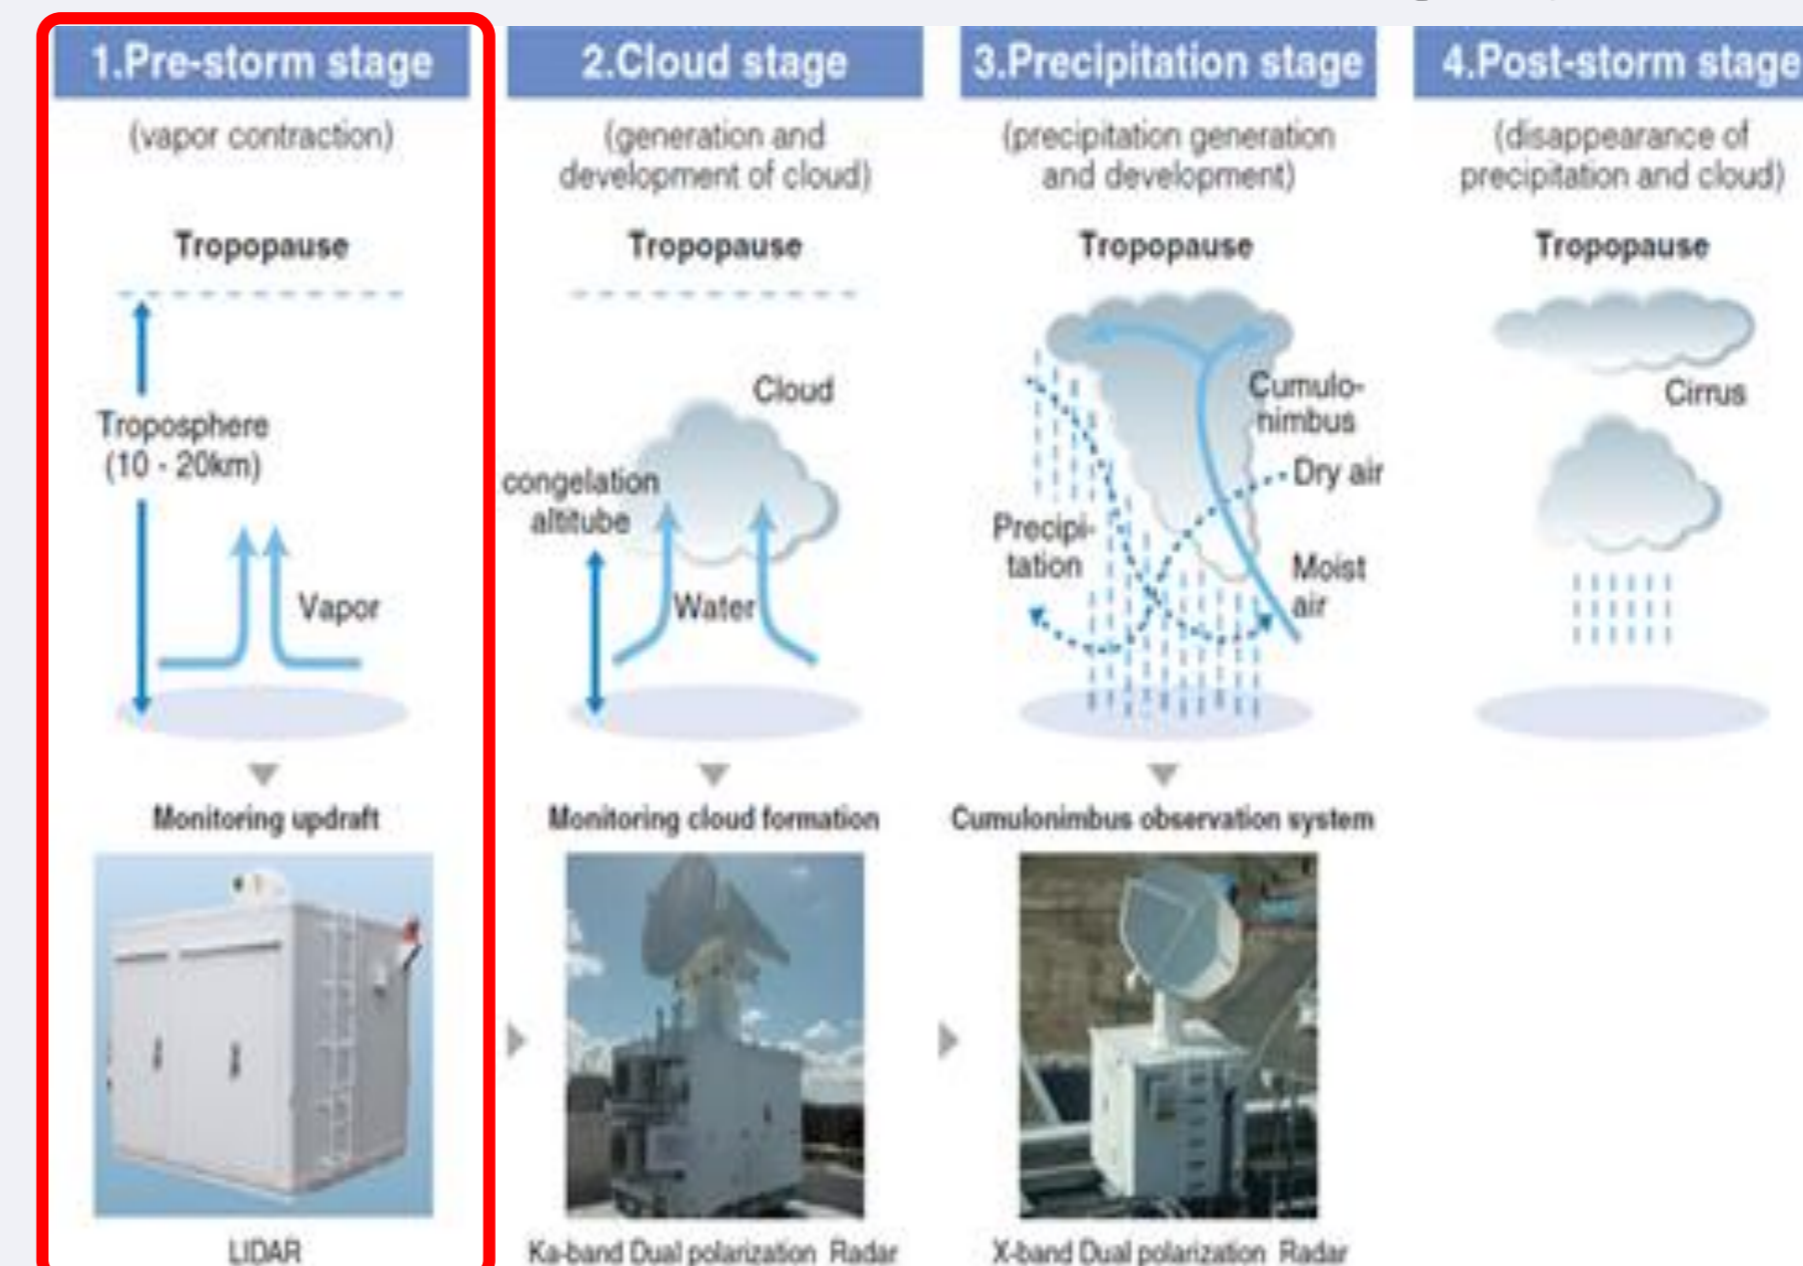 1.Pre-storm stage
(vapor contraction)
Tropopause
Troposphere
(10 - 20km)
Vapor
Monitoring updraft
LIDAR
2.Cloud stage
(generation and
development of cloud)
Tropopause
Cloud
congelation
altitube
Water
Monitoring cloud formation
Ka-band Dual polarization Radar
3.Precipitation stage
(precipitation generation
and development)
Tropopause
Cumulo-
nimbus
Dry air
Precipi-
tation
Moist
air
Cumulonimbus observation system
X-band Dual polarization Radar
4.Post-storm stage
(disappearance of
precipitation and cloud)
Tropopause
Cirrus